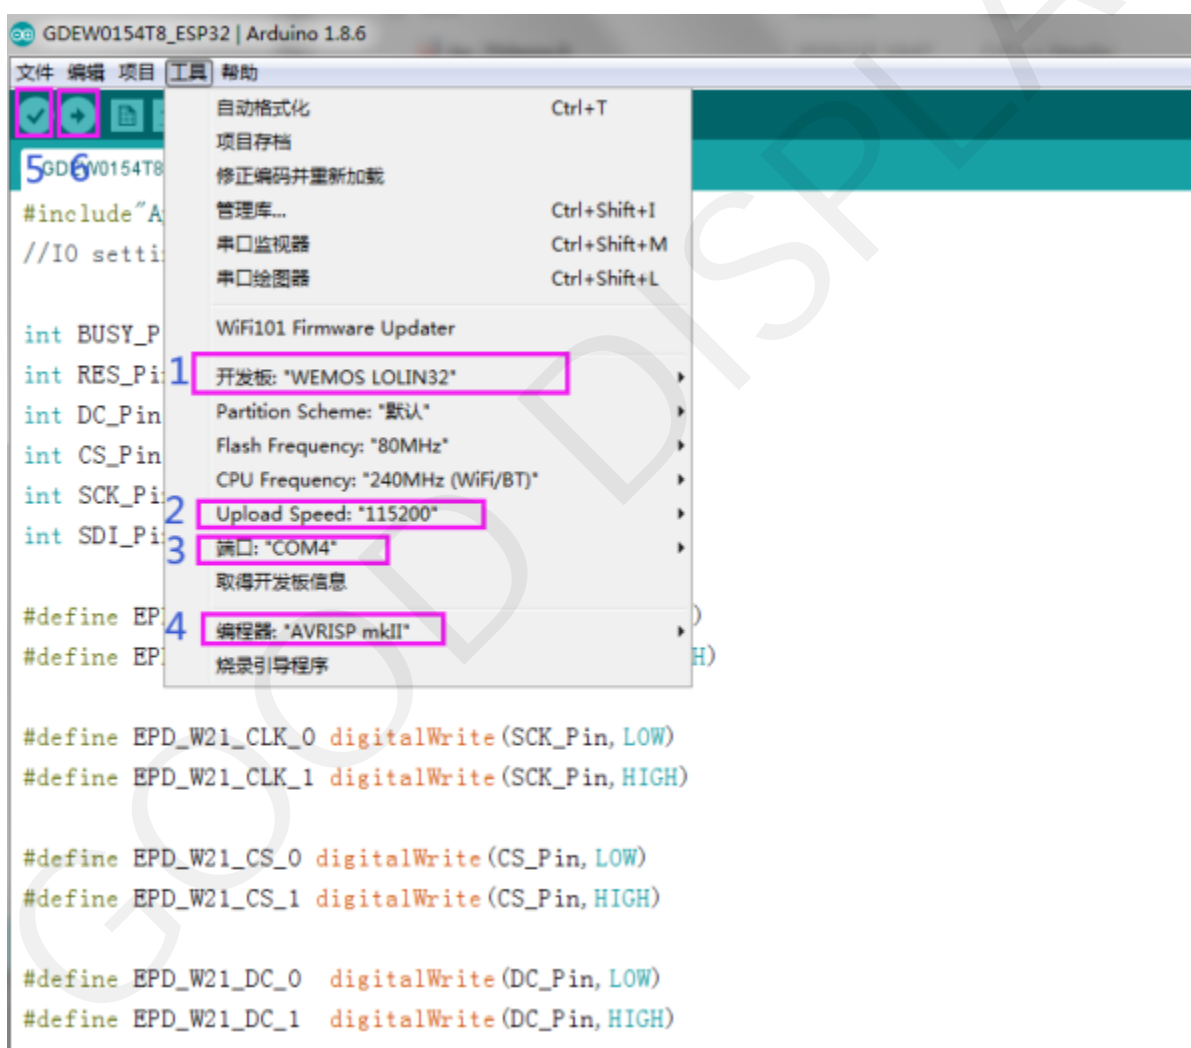 GDEW0154T8_ESP32 | Arduino 1.8.6
文件 编辑 项目 工具 帮助
自动格式化 Ctrl+T
项目存档
修正编码并重新加载
管理库... Ctrl+Shift+I
串口监视器 Ctrl+Shift+M
串口绘图器 Ctrl+Shift+L
WiFi101 Firmware Updater
1 开发板: "WEMOS LOLIN32"
Partition Scheme: "默认"
Flash Frequency: "80MHz"
CPU Frequency: "240MHz (WiFi/BT)"
2 Upload Speed: "115200"
3 端口: "COM4"
取得开发板信息
4 编程器: "AVRISP mkII"
烧录引导程序
5 6
GDEW0154T8
#include"A
//IO setti
int BUSY_P
int RES_Pi
int DC_Pin
int CS_Pin
int SCK_Pi
int SDI_Pi
#define EP )
#define EP H)
#define EPD_W21_CLK_0 digitalWrite(SCK_Pin,LOW)
#define EPD_W21_CLK_1 digitalWrite(SCK_Pin,HIGH)
#define EPD_W21_CS_0 digitalWrite(CS_Pin,LOW)
#define EPD_W21_CS_1 digitalWrite(CS_Pin,HIGH)
#define EPD_W21_DC_0 digitalWrite(DC_Pin,LOW)
#define EPD_W21_DC_1 digitalWrite(DC_Pin,HIGH)
GOOD DISPLA